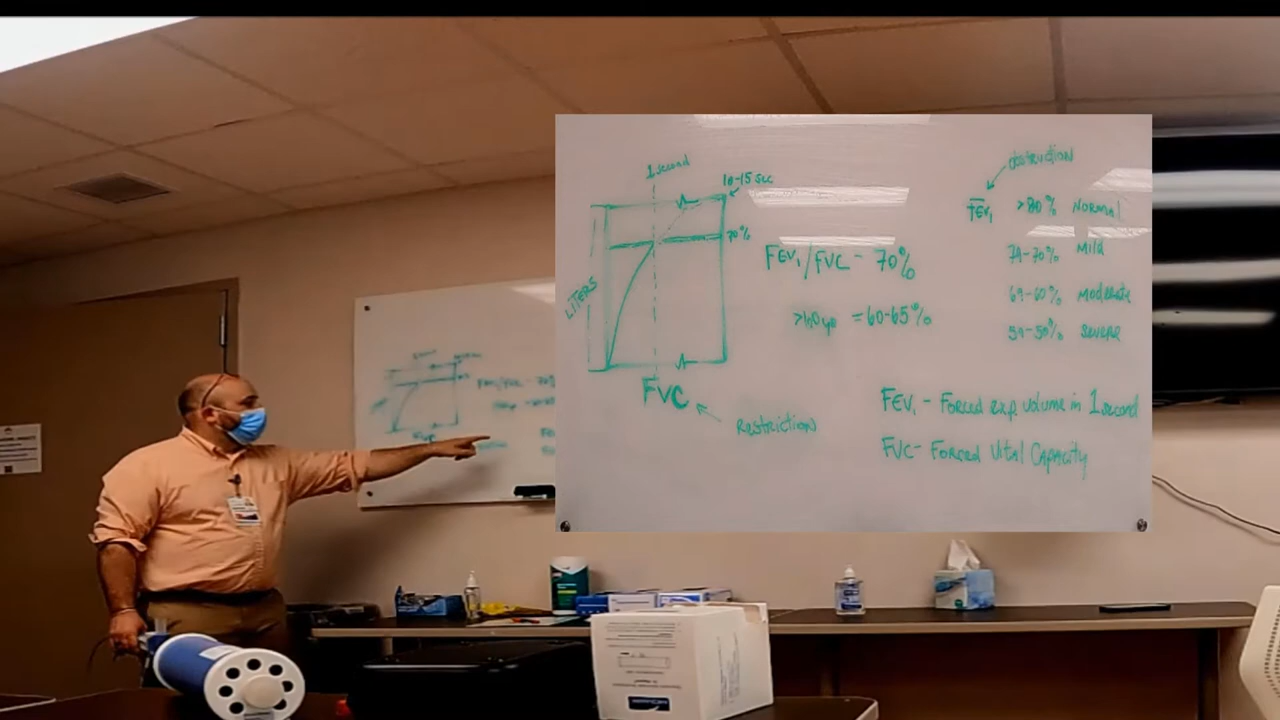 1 second
10-15 sec
70%
LITERS
FVC
Restriction
FEV1/FVC - 70%
>40yo = 60-65%
obstruction
FEV1 >80% Normal
79-70% Mild
69-60% Moderate
59-50% severe
FEV1 - Forced exp. volume in 1 second
FVC - Forced Vital Capacity